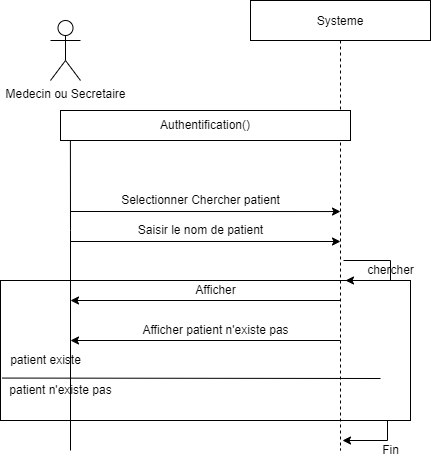 Systeme
Medecin ou Secretaire
Authentification()
Selectionner Chercher patient
Saisir le nom de patient
chercher
Afficher
Afficher patient n'existe pas
patient existe
patient n'existe pas
Fin